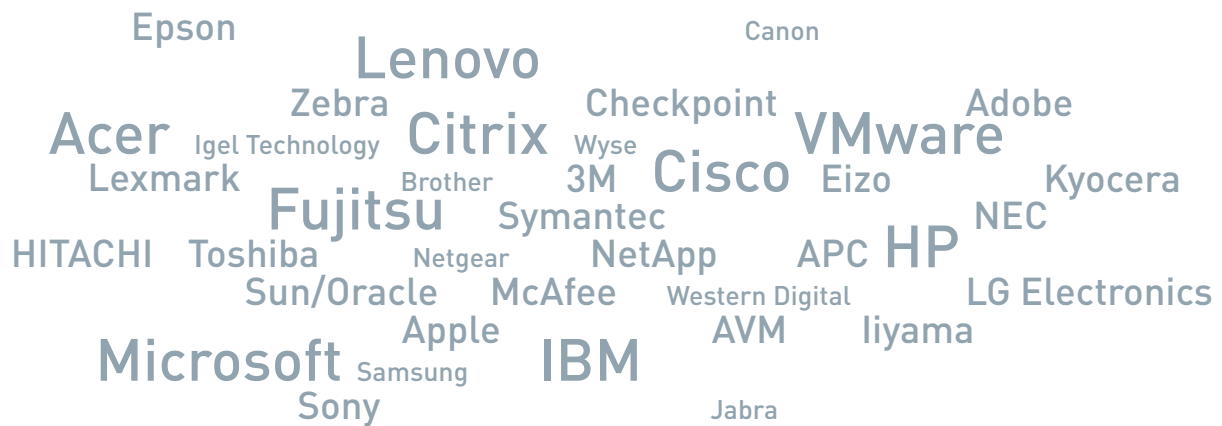 Epson Canon
Lenovo
Zebra Checkpoint Adobe
Acer Igel Technology Citrix Wyse VMware
Lexmark Brother 3M Cisco Eizo Kyocera
Fujitsu Symantec NEC
HITACHI Toshiba Netgear NetApp APC HP
Sun/Oracle McAfee Western Digital LG Electronics
Apple AVM Iiyama
Microsoft Samsung IBM
Sony Jabra